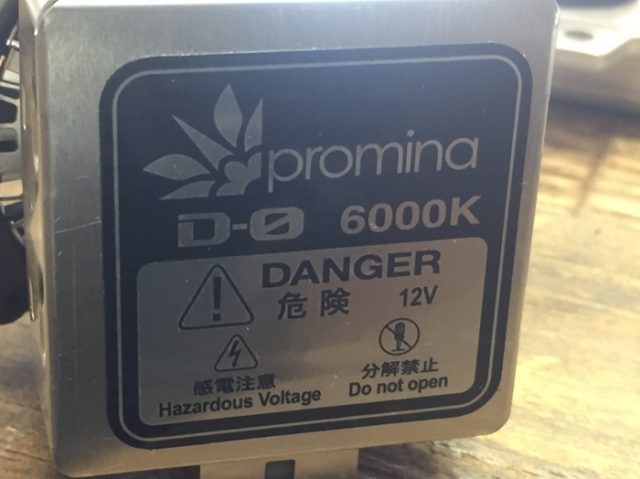 promina
D-0 6000K
DANGER
危険 12V
感電注意
Hazardous Voltage
分解禁止
Do not open